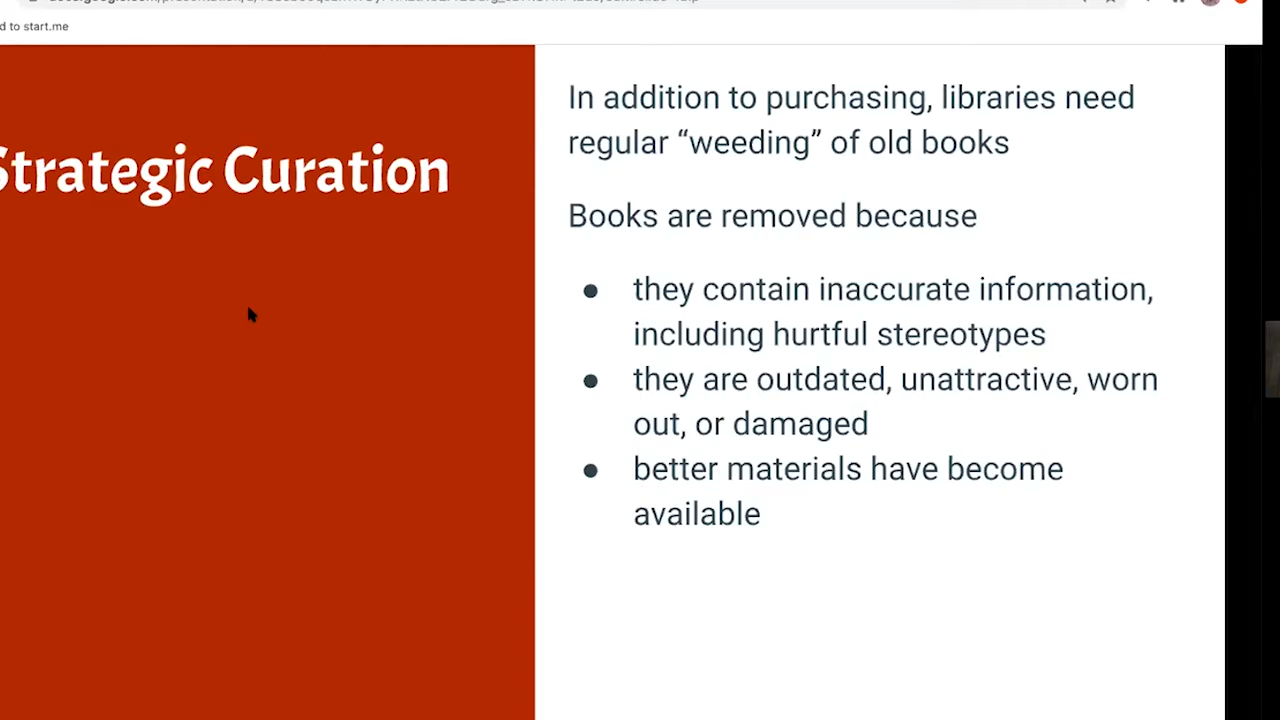 d to start.me
Strategic Curation
In addition to purchasing, libraries need
regular “weeding” of old books
Books are removed because
● they contain inaccurate information,
including hurtful stereotypes
● they are outdated, unattractive, worn
out, or damaged
● better materials have become
available